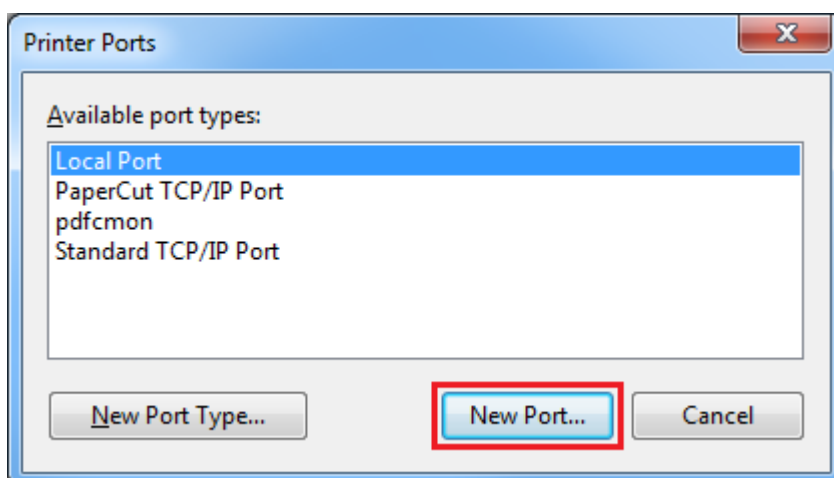 Printer Ports
Available port types:
Local Port
PaperCut TCP/IP Port
pdfcmon
Standard TCP/IP Port
New Port Type...
New Port...
Cancel